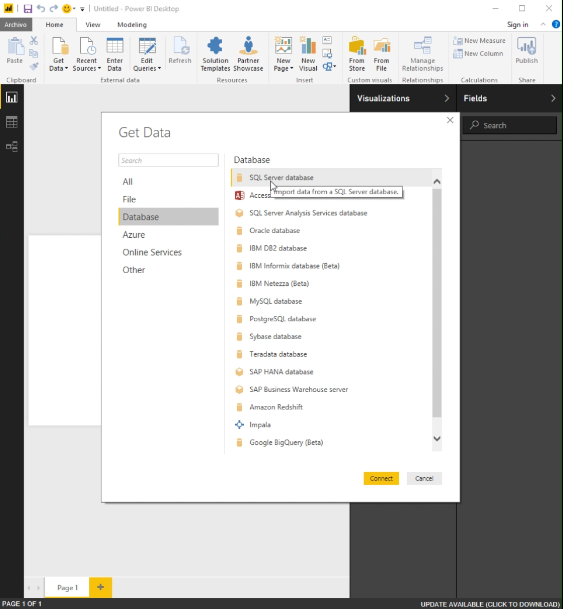 Untitled - Power BI Desktop
Archivo Home View Modeling Sign in
Paste
Get Data
Recent Sources
Enter Data
Edit Queries
Refresh
Solution Templates
Partner Showcase
New Page
New Visual
From Store
From File
Manage Relationships
New Measure
New Column
Publish
Clipboard External data Resources Insert Custom visuals Relationships Calculations Share
Visualizations
Fields
Search
Get Data
Search
All
File
Database
Azure
Online Services
Other
Database
SQL Server database
Access
Import data from a SQL Server database.
SQL Server Analysis Services database
Oracle database
IBM DB2 database
IBM Informix database (Beta)
IBM Netezza (Beta)
MySQL database
PostgreSQL database
Sybase database
Teradata database
SAP HANA database
SAP Business Warehouse server
Amazon Redshift
Impala
Google BigQuery (Beta)
Connect Cancel
Page 1
PAGE 1 OF 1
UPDATE AVAILABLE (CLICK TO DOWNLOAD)